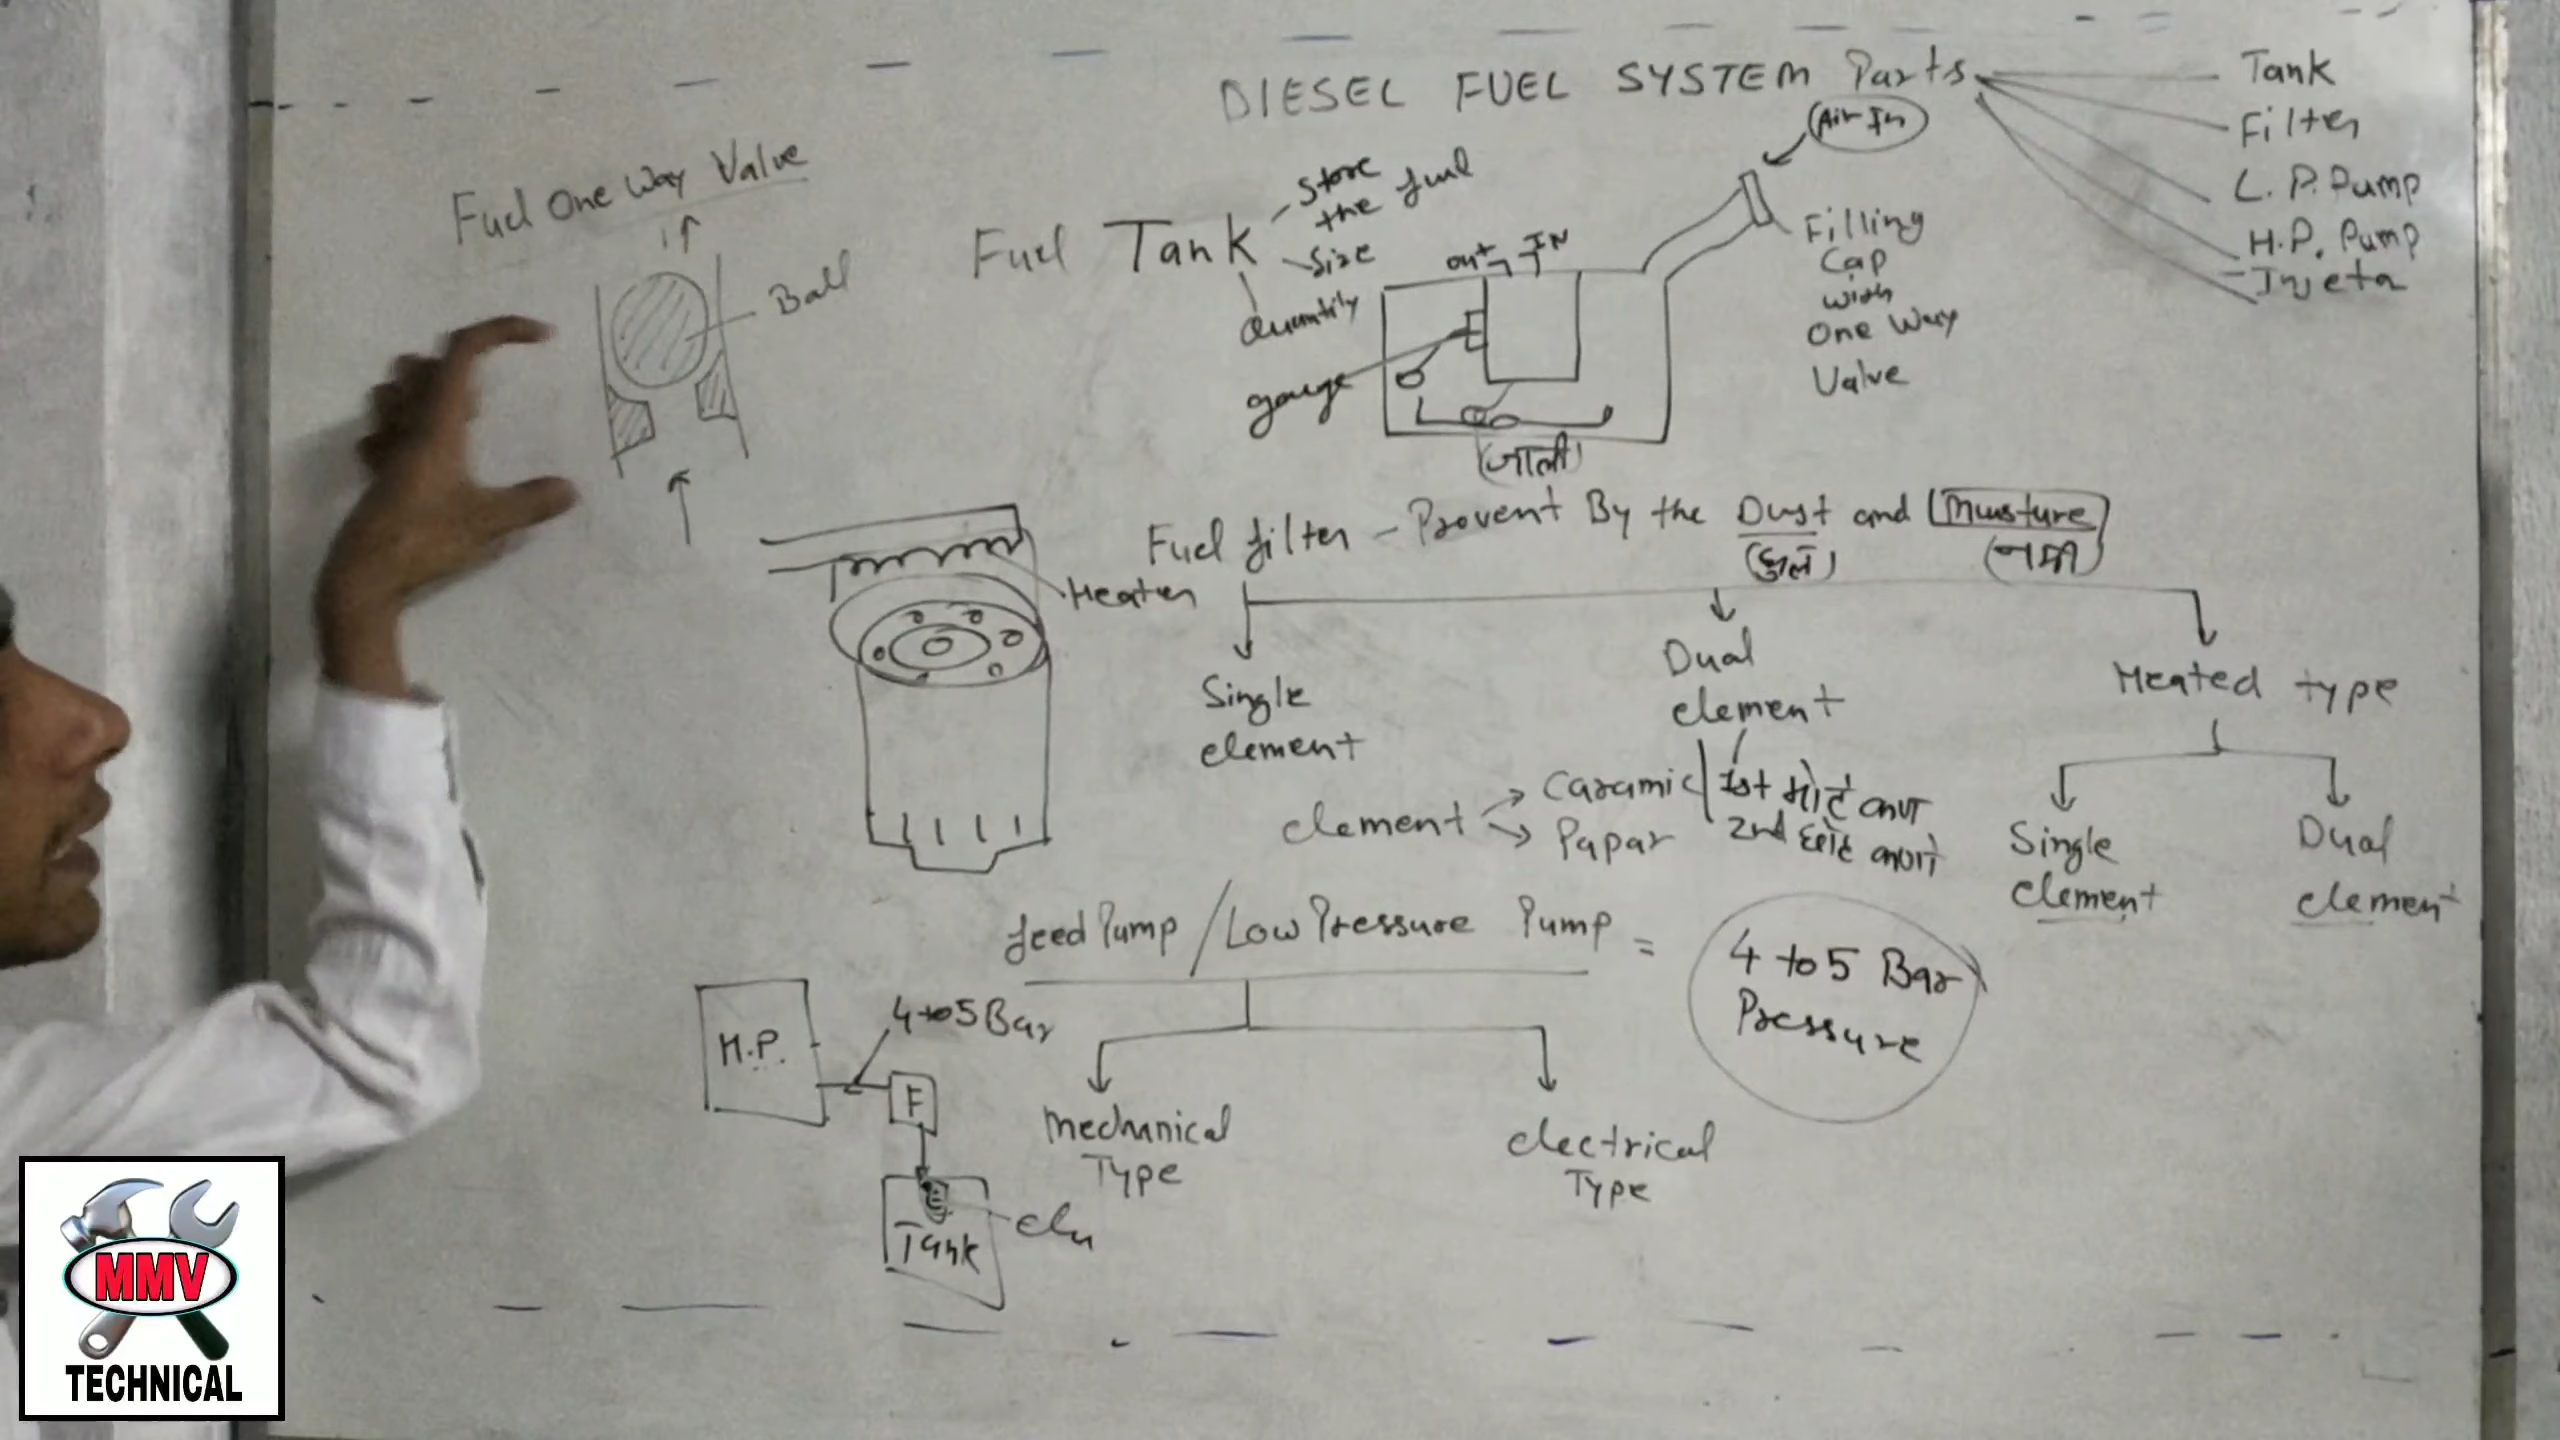 DIESEL FUEL SYSTEM Parts
Tank
Filter
L.P. Pump
H.P. Pump
Injeta
Fuel One Way Valve
Ball
Fuel Tank
Store
the fuel
Size
Quantity
gauge
out IN
(जाली)
Air In
Filling
Cap
with
One Way
Valve
Fuel filter - Prevent By the Dust and Musture
(धुल) (नमी)
Heater
Single
element
Dual
element
Heated type
element
Caramic
Papar
1st मोटे कण
2nd छोटे कण
Single
element
Dual
element
feed Pump / Low Pressure Pump = 4 to 5 Bar
Pressure
Mechanical
Type
Electrical
Type
H.P.
4 to 5 Bar
F
Tank
MMV
TECHNICAL